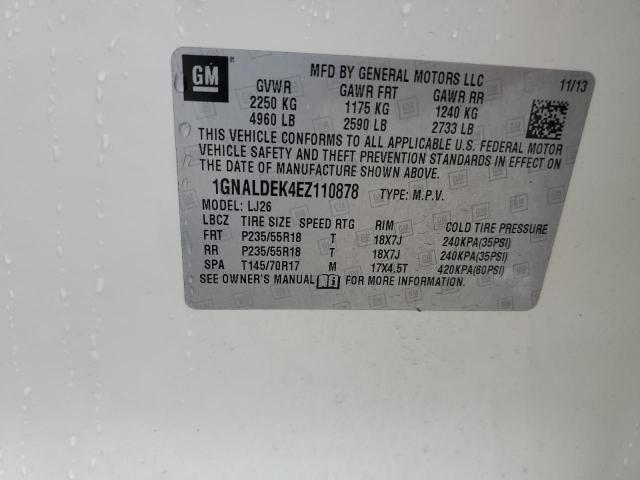 GM
MFD BY GENERAL MOTORS LLC
11/13
GVWR GAWR FRT GAWR RR
2250 KG 1175 KG 1240 KG
4960 LB 2590 LB 2733 LB
THIS VEHICLE CONFORMS TO ALL APPLICABLE U.S. FEDERAL MOTOR
VEHICLE SAFETY AND THEFT PREVENTION STANDARDS IN EFFECT ON
THE DATE OF MANUFACTURE SHOWN ABOVE.
1GNALDEK4EZ110878 TYPE: M.P.V.
MODEL: LJ26
LBCZ TIRE SIZE SPEED RTG RIM COLD TIRE PRESSURE
FRT P235/55R18 T 18X7J 240KPA(35PSI)
RR P235/55R18 T 18X7J 240KPA(35PSI)
SPA T145/70R17 M 17X4.5T 420KPA(60PSI)
SEE OWNER'S MANUAL FOR MORE INFORMATION.